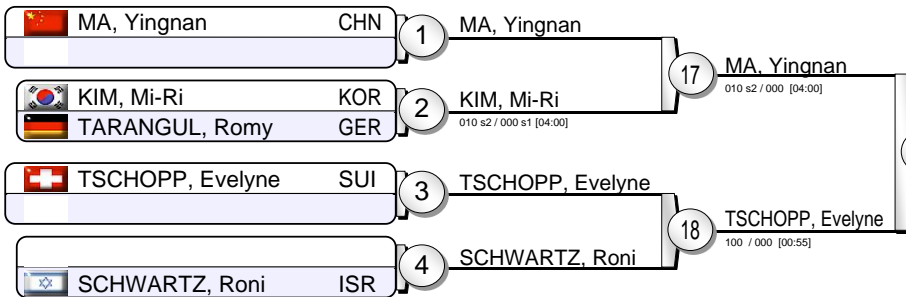 MA, Yingnan CHN
1
MA, Yingnan
KIM, Mi-Ri KOR
TARANGUL, Romy GER
2
KIM, Mi-Ri
010 s2 / 000 s1 [04:00]
17
MA, Yingnan
010 s2 / 000 [04:00]
TSCHOPP, Evelyne SUI
3
TSCHOPP, Evelyne
SCHWARTZ, Roni ISR
4
SCHWARTZ, Roni
18
TSCHOPP, Evelyne
100 / 000 [00:55]